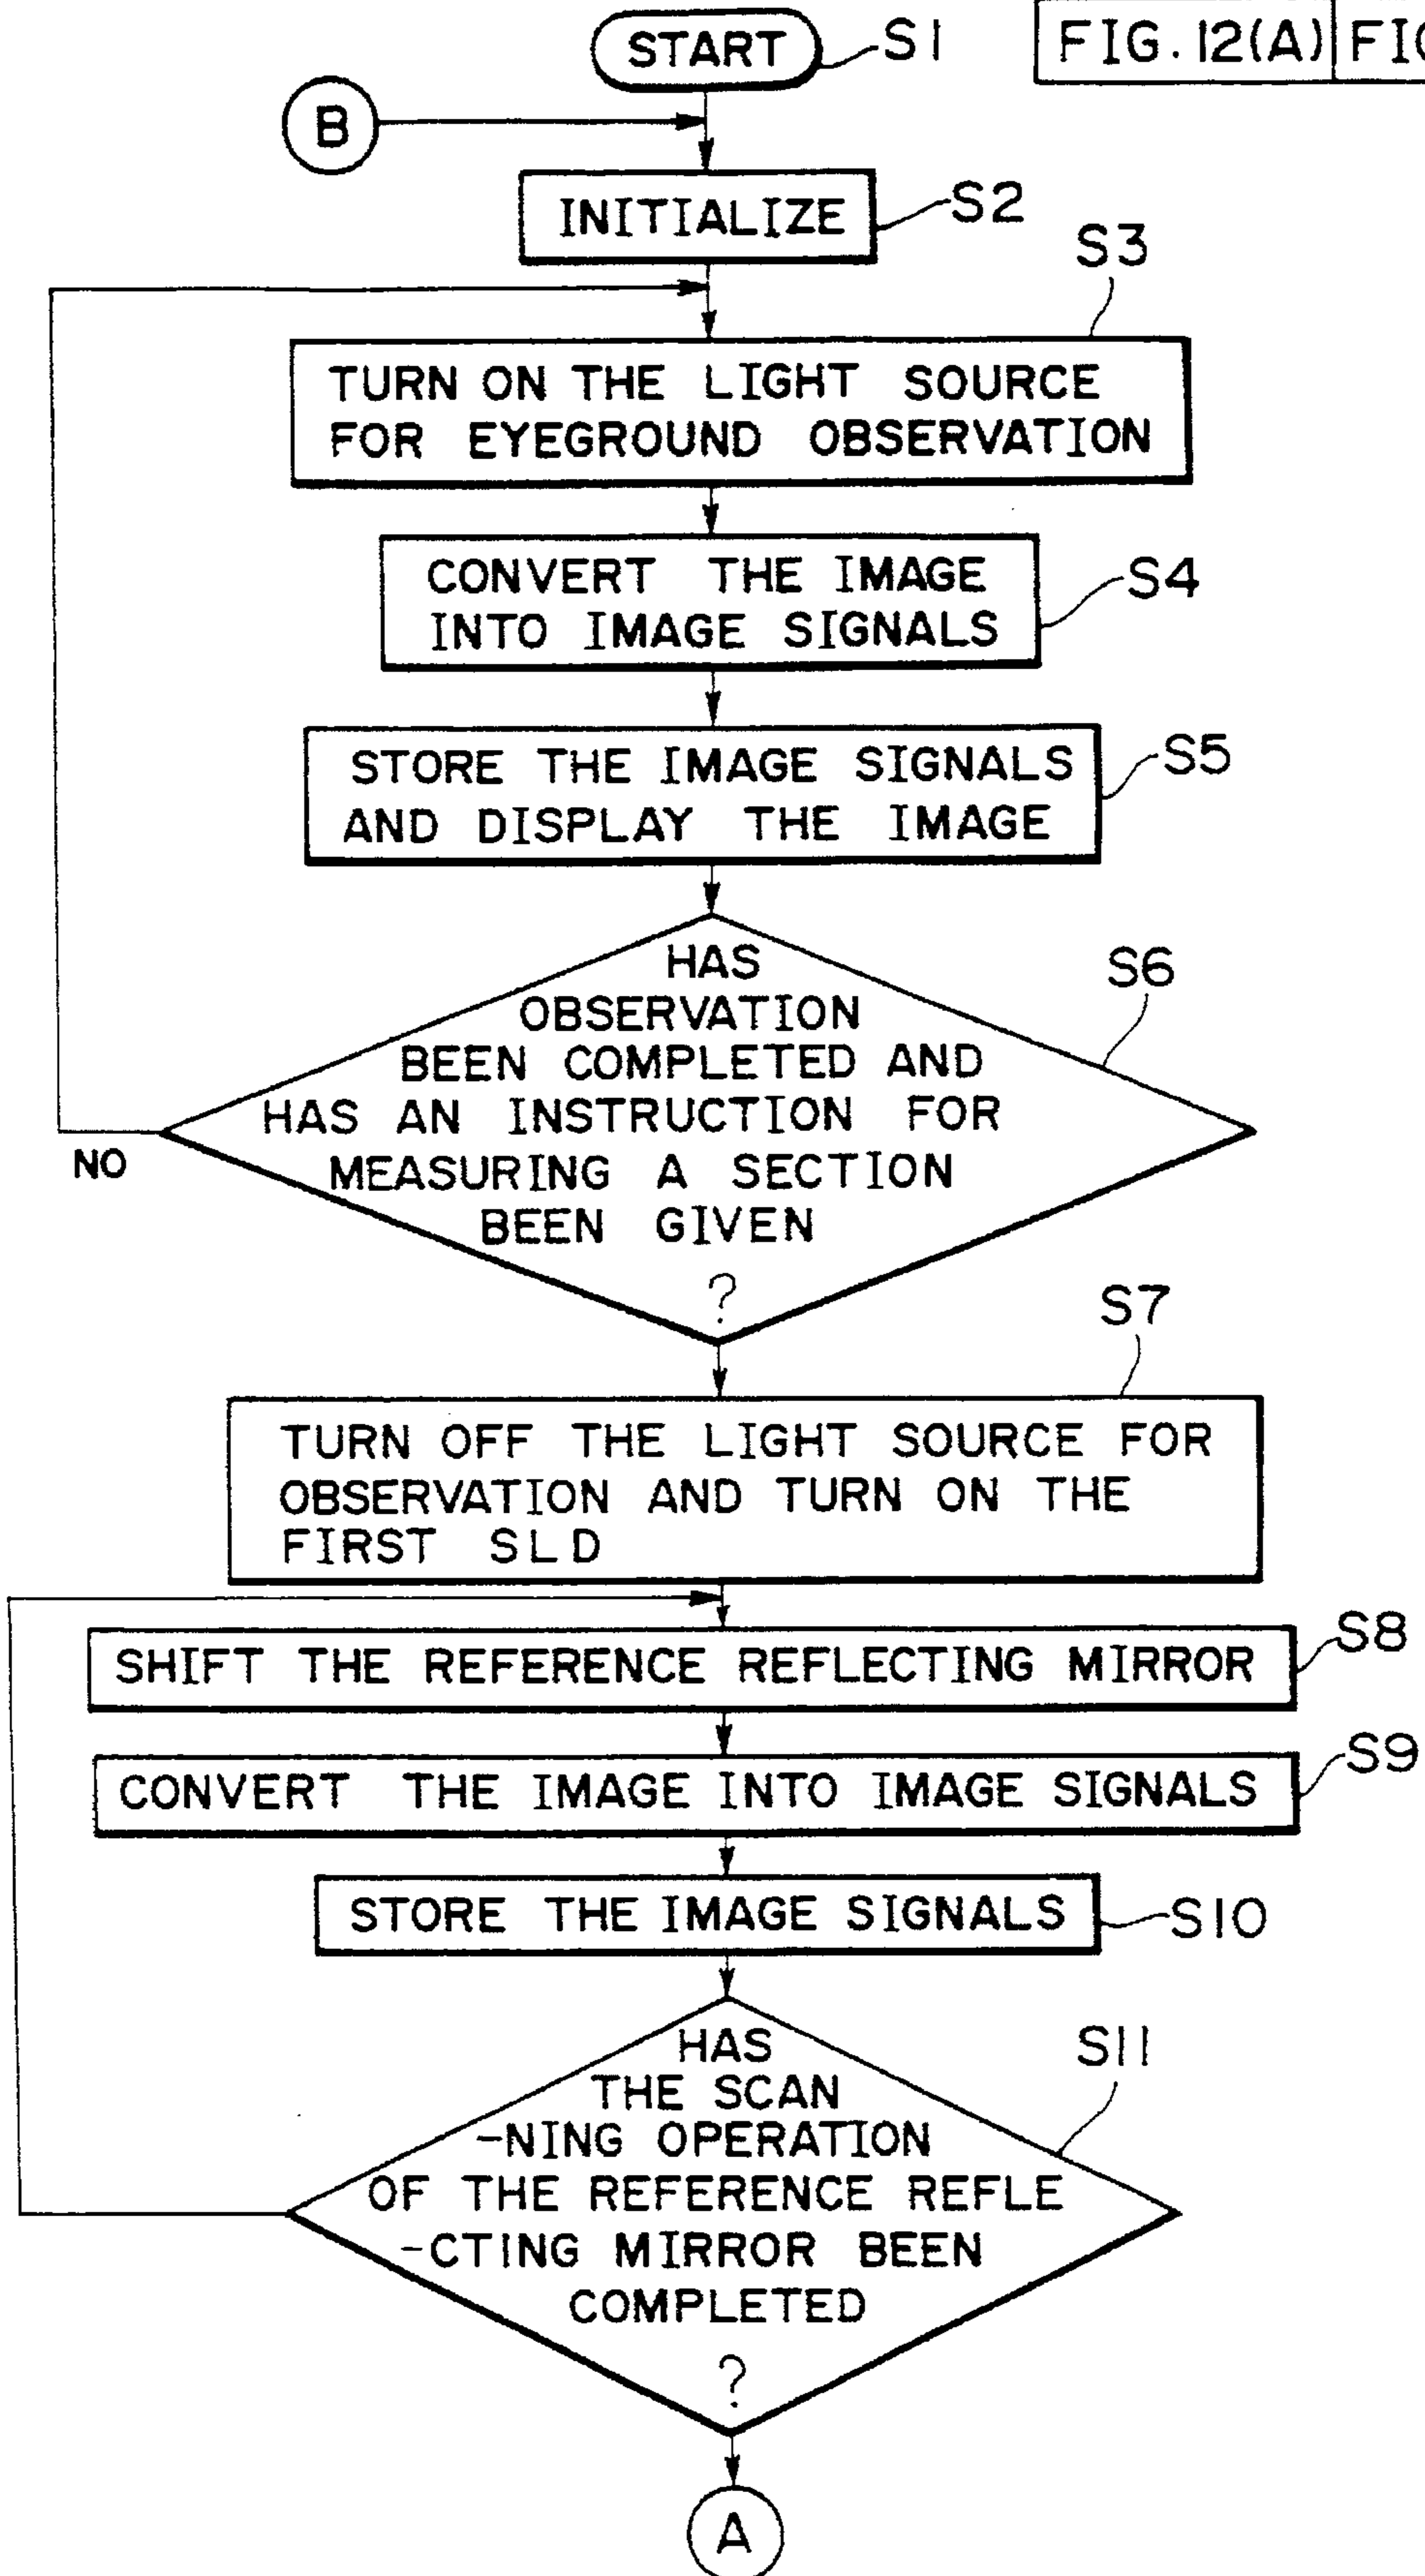 START
S1
FIG. 12(A)
B
INITIALIZE
S2
S3
TURN ON THE LIGHT SOURCE
FOR EYEGROUND OBSERVATION
CONVERT THE IMAGE
INTO IMAGE SIGNALS
S4
STORE THE IMAGE SIGNALS
AND DISPLAY THE IMAGE
S5
HAS
OBSERVATION
BEEN COMPLETED AND
HAS AN INSTRUCTION FOR
MEASURING A SECTION
BEEN GIVEN
?
S6
NO
S7
TURN OFF THE LIGHT SOURCE FOR
OBSERVATION AND TURN ON THE
FIRST SLD
SHIFT THE REFERENCE REFLECTING MIRROR
S8
CONVERT THE IMAGE INTO IMAGE SIGNALS
S9
STORE THE IMAGE SIGNALS
S10
HAS
THE SCAN
-NING OPERATION
OF THE REFERENCE REFLE
-CTING MIRROR BEEN
COMPLETED
?
S11
A